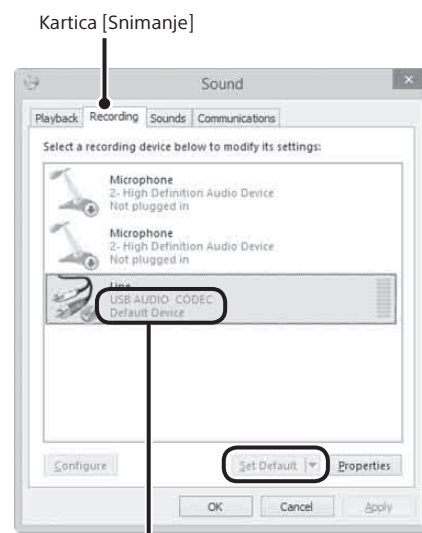 Kartica [Snimanje]
Sound
Playback Recording Sounds Communications
Select a recording device below to modify its settings:
Microphone
2- High Definition Audio Device
Not plugged in
Microphone
2- High Definition Audio Device
Not plugged in
Line
USB AUDIO CODEC
Default Device
Configure Set Default Properties
OK Cancel Apply